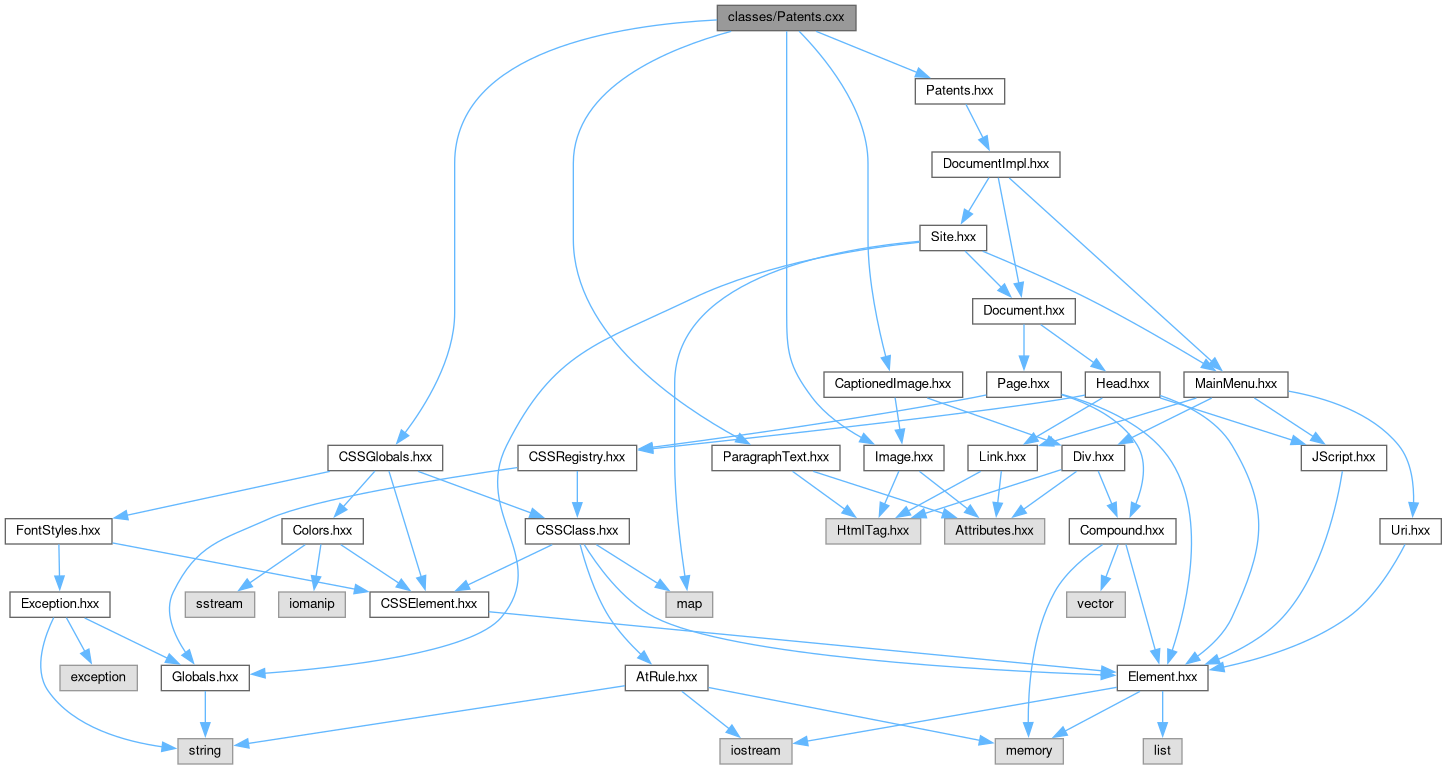 classes/Patents.cxx
Patents.hxx
DocumentImpl.hxx
Site.hxx
Document.hxx
CaptionedImage.hxx
Page.hxx
Head.hxx
MainMenu.hxx
CSSGlobals.hxx
CSSRegistry.hxx
ParagraphText.hxx
Image.hxx
Link.hxx
Div.hxx
JScript.hxx
FontStyles.hxx
Colors.hxx
CSSClass.hxx
HtmlTag.hxx
Attributes.hxx
Compound.hxx
Uri.hxx
Exception.hxx
sstream
iomanip
CSSElement.hxx
map
vector
exception
Globals.hxx
AtRule.hxx
Element.hxx
string
iostream
memory
list